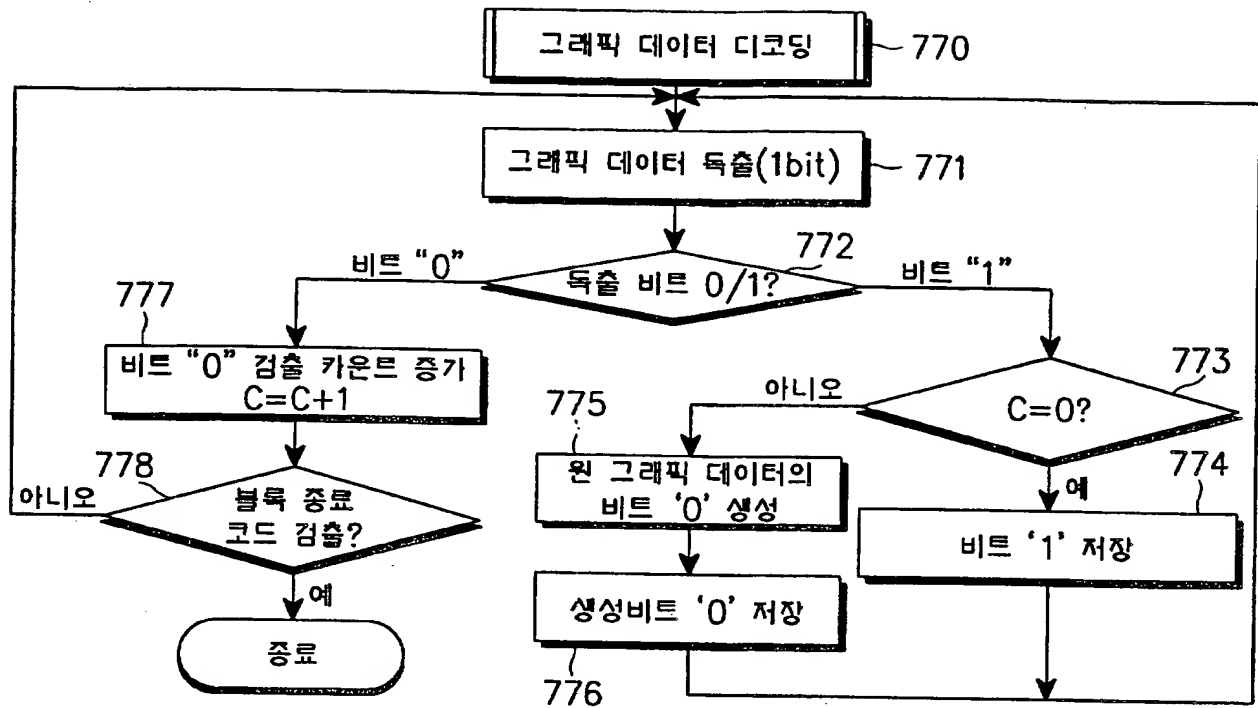 그래픽 데이터 디코딩
770
그래픽 데이터 독출(1bit)
771
772
비트 “0”
독출 비트 0/1?
비트 “1”
777
비트 “0” 검출 카운트 증가
C=C+1
773
아니오
C=0?
775
778
원 그래픽 데이터의
비트 ‘0’ 생성
예
774
아니오
블록 종료
코드 검출?
비트 ‘1’ 저장
예
생성비트 ‘0’ 저장
종료
776